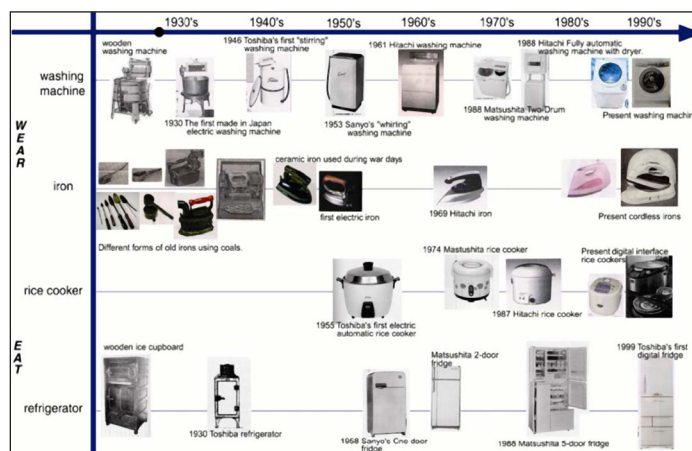 1930's 1940's 1950's 1960's 1970's 1980's 1990's
wooden
washing machine
1946 Toshiba's first "stirring"
washing machine
1961 Hitachi washing machine
1988 Hitachi Fully automatic
washing machine with dryer.
washing
machine
1930 The first made in Japan
electric washing machine
1953 Sanyo's "whirling"
washing machine
1988 Matsushita Two-Drum
washing machine
Present washing machin
WEAR
ceramic iron used during war days
iron
first electric iron
1969 Hitachi iron
Present cordless irons
Different forms of old irons using coals.
1974 Mastushita rice cooker
Present digital interface
rice cookers
rice cooker
1987 Hitachi rice cooker
1955 Toshiba's first electric
automatic rice cooker
EAT
wooden ice cupboard
Matsushita 2-door
fridge
1999 Toshiba's first
digital fridge
refrigerator
1930 Toshiba refrigerator
1958 Sanyo's One door
fridge
1988 Matsushita 5-door fridge